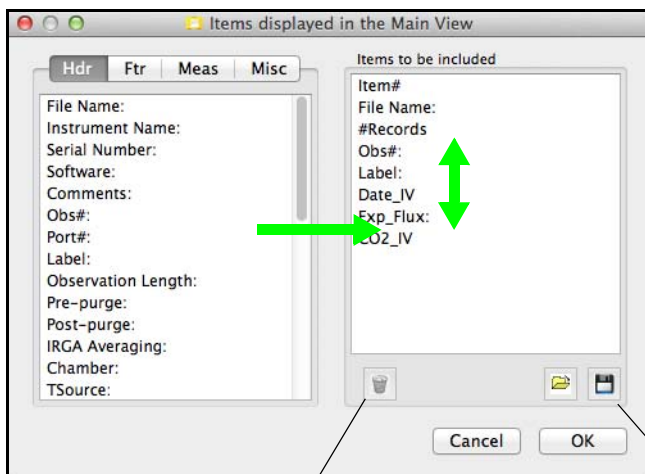 Items displayed in the Main View
Hdr Ftr Meas Misc
File Name:
Instrument Name:
Serial Number:
Software:
Comments:
Obs#:
Port#:
Label:
Observation Length:
Pre-purge:
Post-purge:
IRGA Averaging:
Chamber:
TSource:
Items to be included
Item#
File Name:
#Records
Obs#:
Label:
Date_IV
Exp_Flux:
CO2_IV
Cancel OK